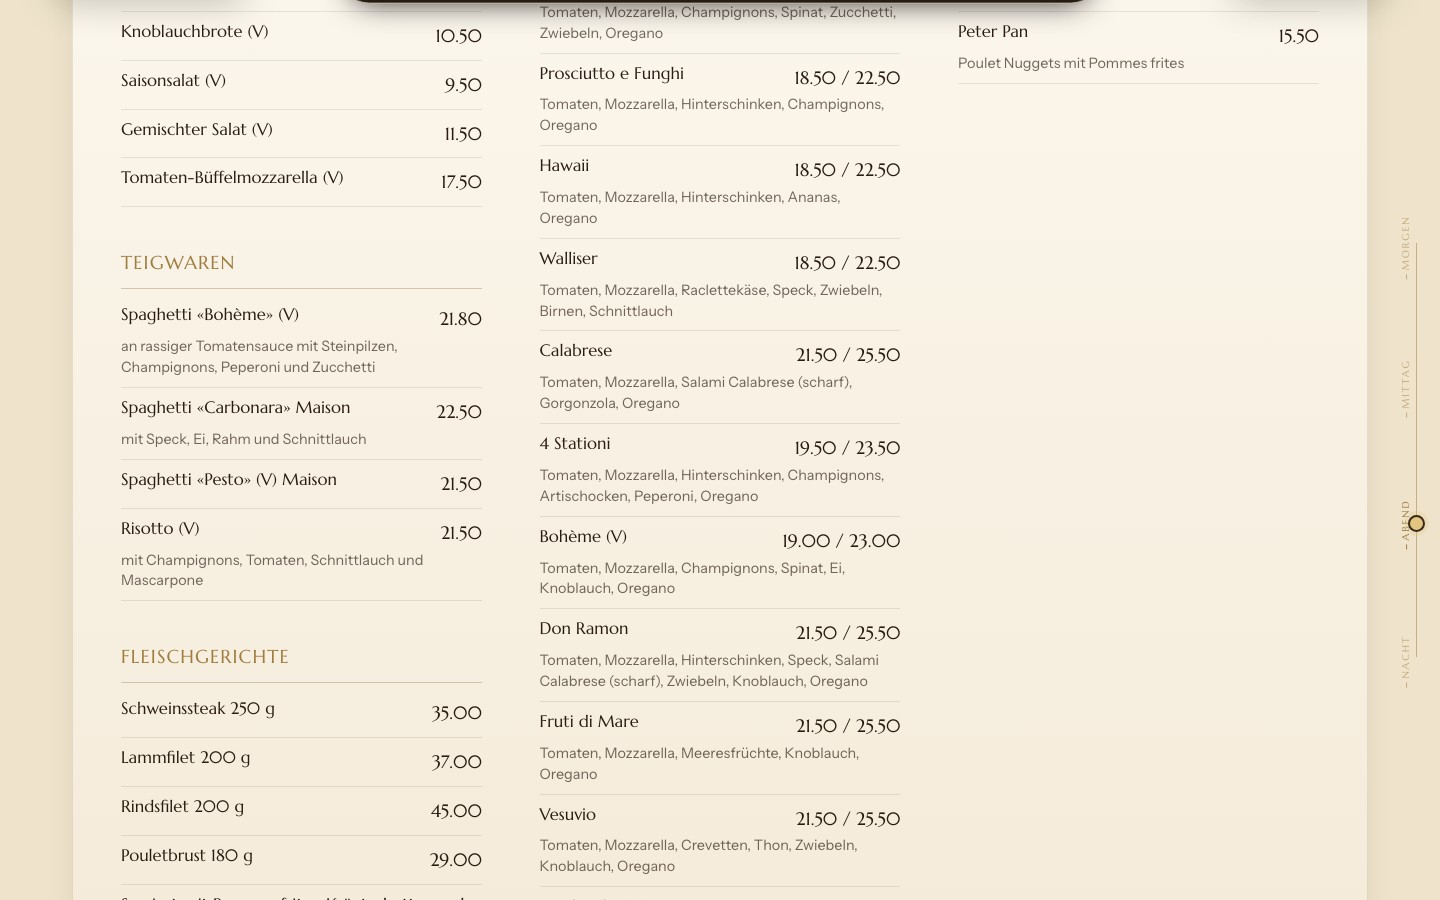 Knoblauchbrote (V) 10.50
Saisonsalat (V) 9.50
Gemischter Salat (V) 11.50
Tomaten-Büffelmozzarella (V) 17.50
TEIGWAREN
Spaghetti «Bohème» (V) 21.80
an rassiger Tomatensauce mit Steinpilzen,
Champignons, Peperoni und Zucchetti
Spaghetti «Carbonara» Maison 22.50
mit Speck, Ei, Rahm und Schnittlauch
Spaghetti «Pesto» (V) Maison 21.50
Risotto (V) 21.50
mit Champignons, Tomaten, Schnittlauch und
Mascarpone
FLEISCHGERICHTE
Schweinssteak 250 g 35.00
Lammfilet 200 g 37.00
Rindsfilet 200 g 45.00
Pouletbrust 180 g 29.00
Tomaten, Mozzarella, Champignons, Spinat, Zucchetti,
Zwiebeln, Oregano
Prosciutto e Funghi 18.50 / 22.50
Tomaten, Mozzarella, Hinterschinken, Champignons,
Oregano
Hawaii 18.50 / 22.50
Tomaten, Mozzarella, Hinterschinken, Ananas,
Oregano
Walliser 18.50 / 22.50
Tomaten, Mozzarella, Raclettekäse, Speck, Zwiebeln,
Birnen, Schnittlauch
Calabrese 21.50 / 25.50
Tomaten, Mozzarella, Salami Calabrese (scharf),
Gorgonzola, Oregano
4 Stationi 19.50 / 23.50
Tomaten, Mozzarella, Hinterschinken, Champignons,
Artischocken, Peperoni, Oregano
Bohème (V) 19.00 / 23.00
Tomaten, Mozzarella, Champignons, Spinat, Ei,
Knoblauch, Oregano
Don Ramon 21.50 / 25.50
Tomaten, Mozzarella, Hinterschinken, Speck, Salami
Calabrese (scharf), Zwiebeln, Knoblauch, Oregano
Fruti di Mare 21.50 / 25.50
Tomaten, Mozzarella, Meeresfrüchte, Knoblauch,
Oregano
Vesuvio 21.50 / 25.50
Tomaten, Mozzarella, Crevetten, Thon, Zwiebeln,
Knoblauch, Oregano
Peter Pan 15.50
Poulet Nuggets mit Pommes frites
– MORGEN
– MITTAG
– ABEND
– NACHT